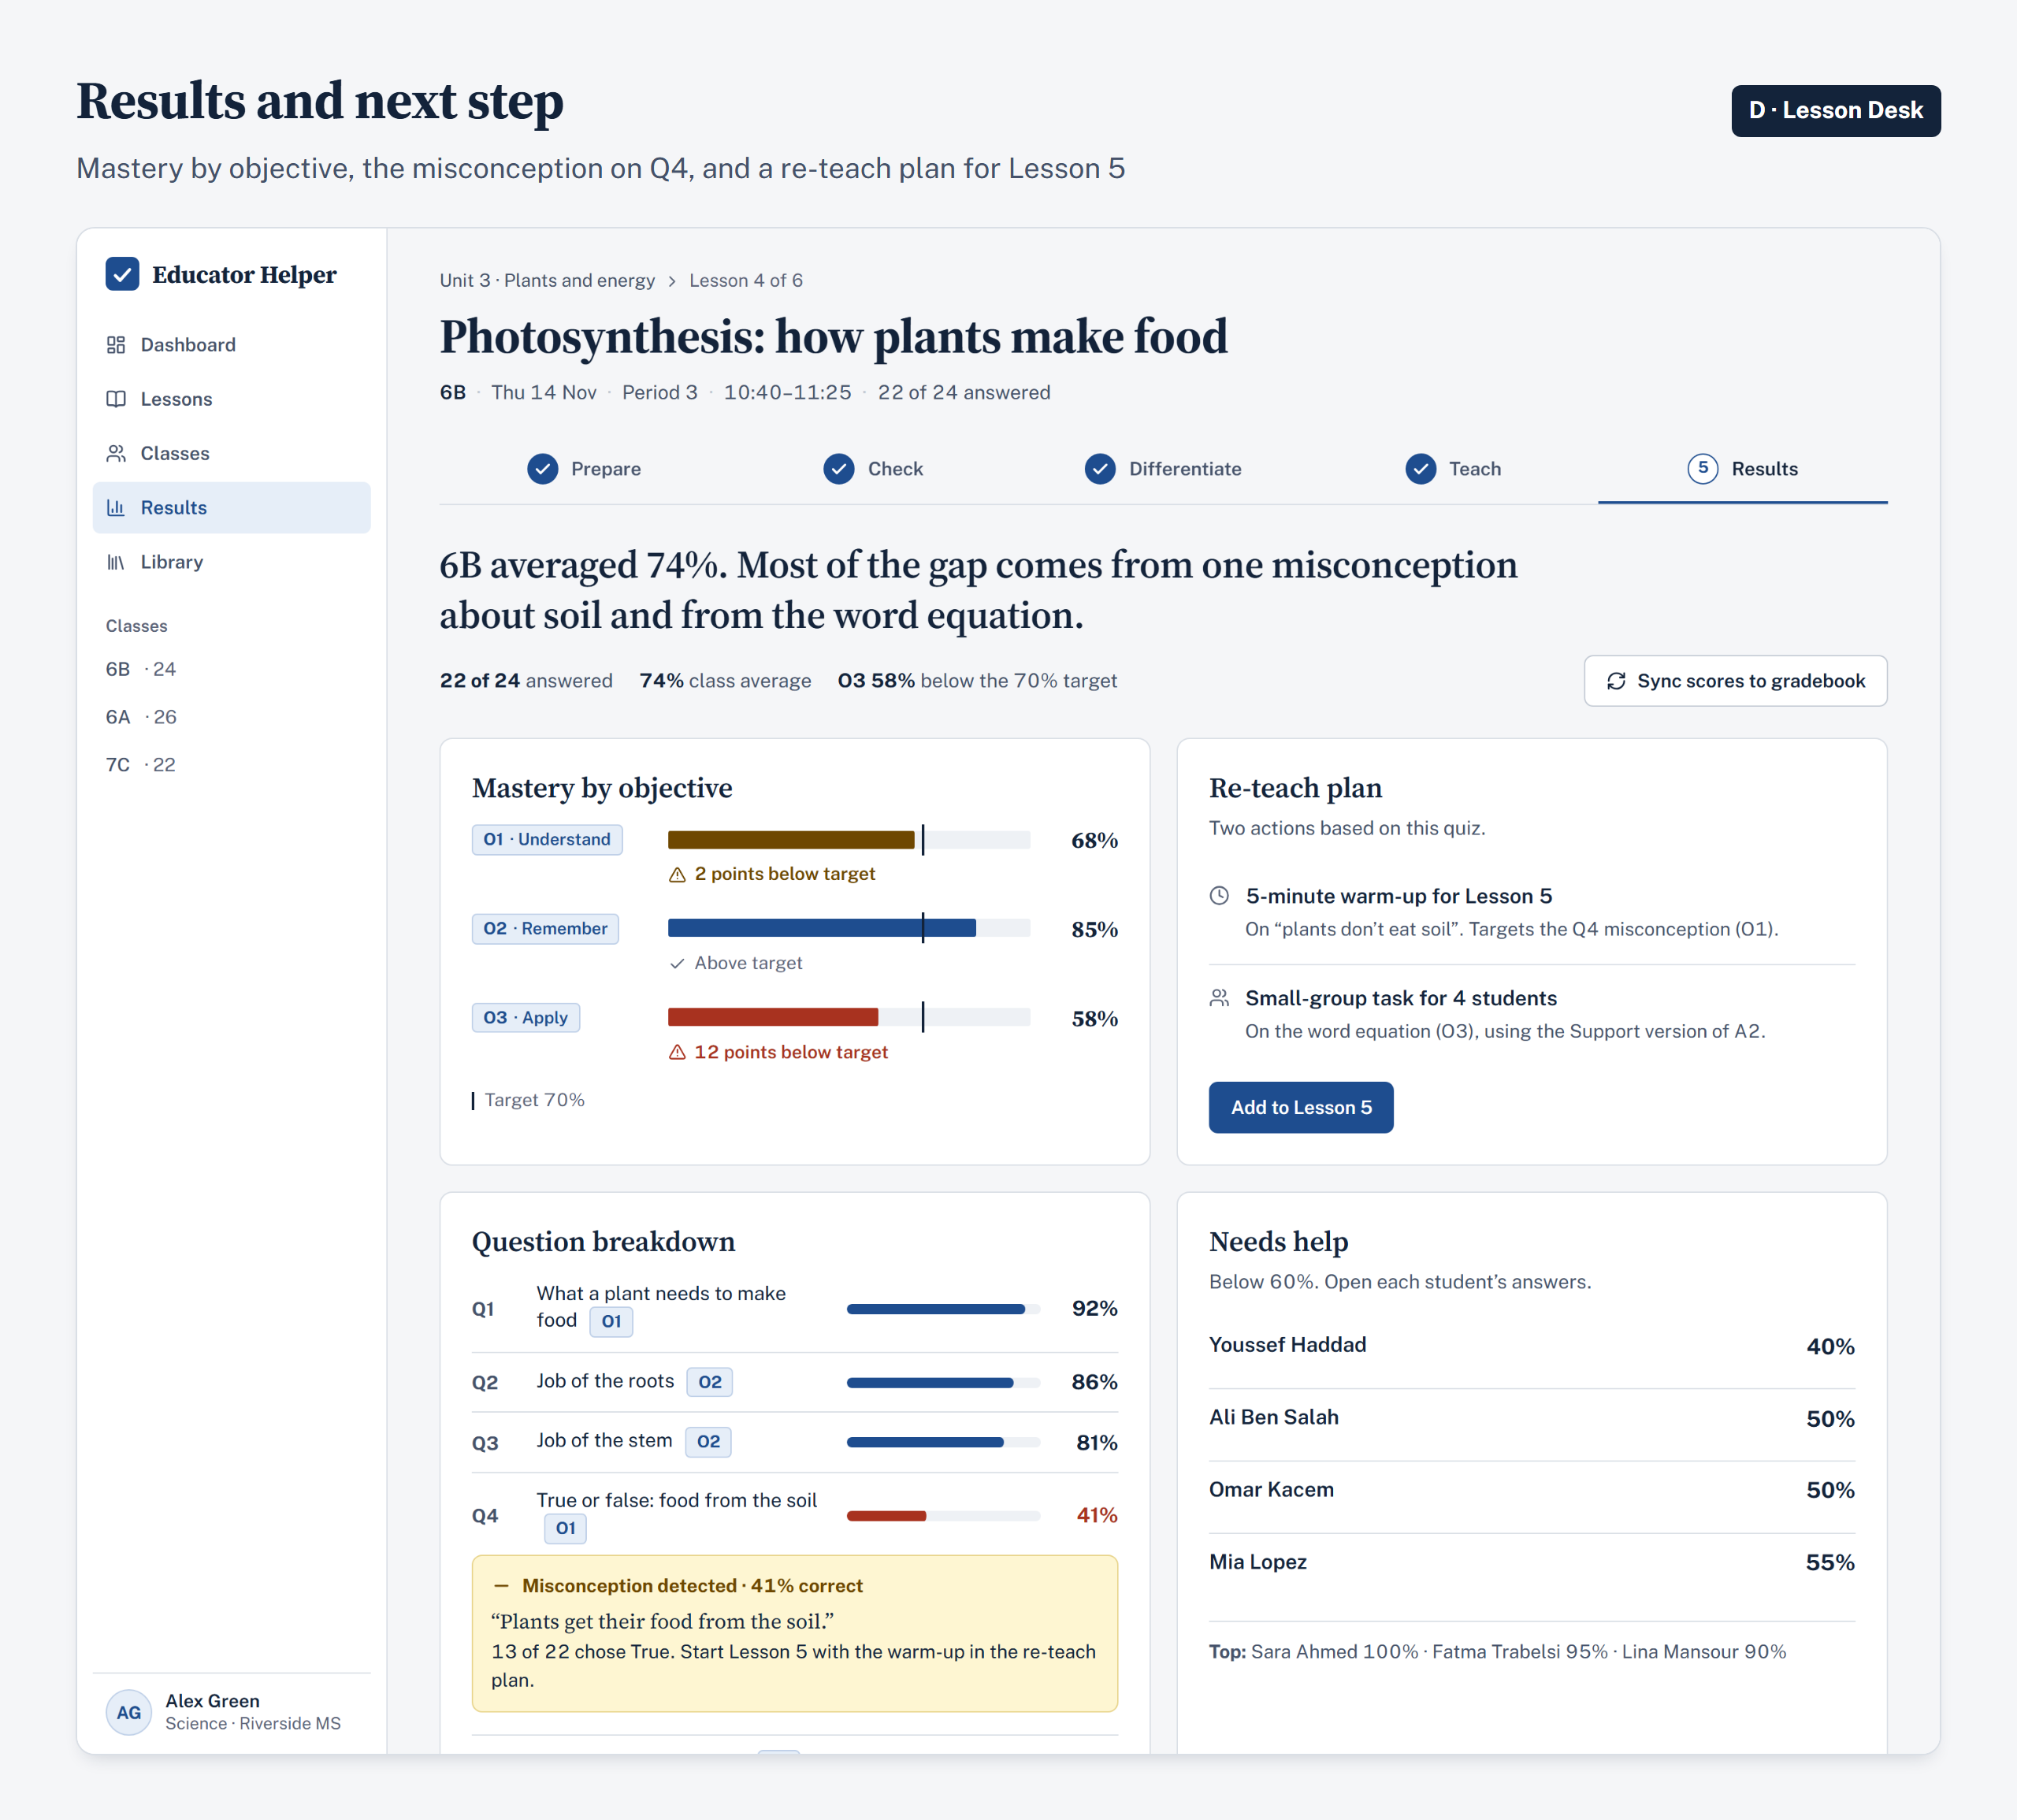 Results and next step
D · Lesson Desk
Mastery by objective, the misconception on Q4, and a re-teach plan for Lesson 5
Educator Helper
Dashboard
Lessons
Classes
Results
Library
Classes
6B · 24
6A · 26
7C · 22
AG
Alex Green
Science · Riverside MS
Unit 3 · Plants and energy > Lesson 4 of 6
Photosynthesis: how plants make food
6B · Thu 14 Nov · Period 3 · 10:40–11:25 · 22 of 24 answered
Prepare
Check
Differentiate
Teach
5 Results
6B averaged 74%. Most of the gap comes from one misconception
about soil and from the word equation.
22 of 24 answered 74% class average O3 58% below the 70% target
Sync scores to gradebook
Mastery by objective
O1 · Understand 68%
2 points below target
O2 · Remember 85%
Above target
O3 · Apply 58%
12 points below target
Target 70%
Re-teach plan
Two actions based on this quiz.
5-minute warm-up for Lesson 5
On “plants don’t eat soil”. Targets the Q4 misconception (O1).
Small-group task for 4 students
On the word equation (O3), using the Support version of A2.
Add to Lesson 5
Question breakdown
Q1 What a plant needs to make
food O1 92%
Q2 Job of the roots O2 86%
Q3 Job of the stem O2 81%
Q4 True or false: food from the soil
O1 41%
Misconception detected · 41% correct
“Plants get their food from the soil.”
13 of 22 chose True. Start Lesson 5 with the warm-up in the re-teach
plan.
Needs help
Below 60%. Open each student’s answers.
Youssef Haddad 40%
Ali Ben Salah 50%
Omar Kacem 50%
Mia Lopez 55%
Top: Sara Ahmed 100% · Fatma Trabelsi 95% · Lina Mansour 90%